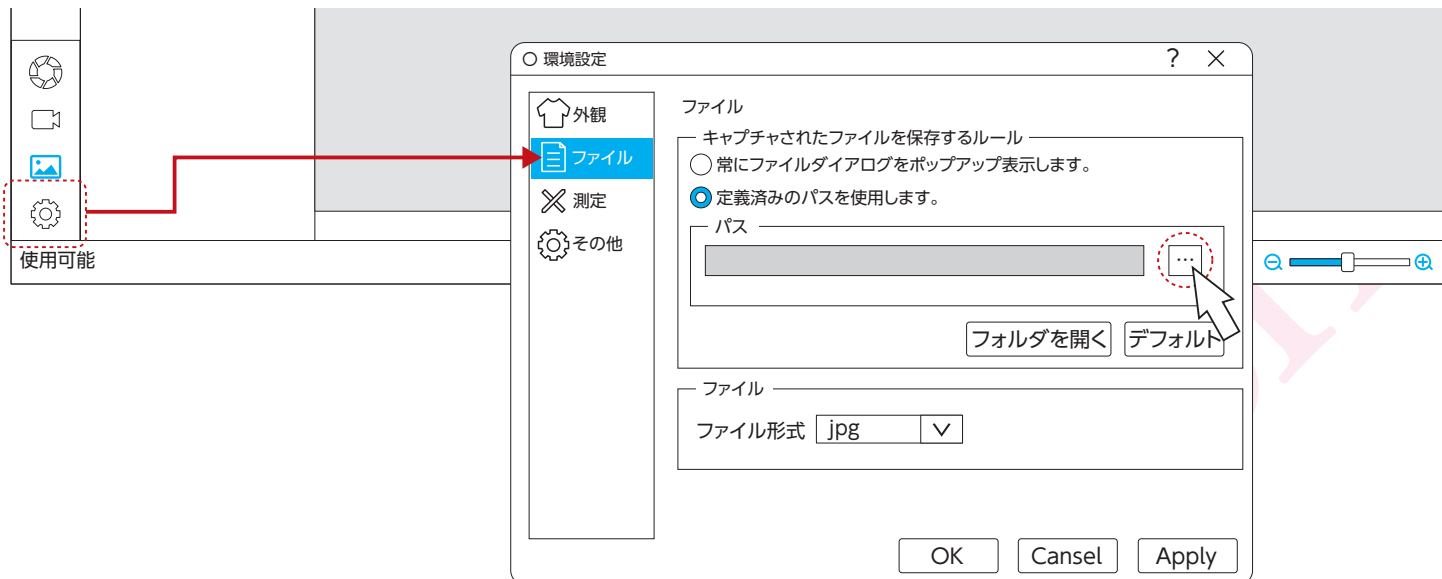 環境設定
?
外観
ファイル
測定
その他
ファイル
キャプチャされたファイルを保存するルール
常にファイルダイアログをポップアップ表示します。
定義済みのパスを使用します。
パス
...
フォルダを開く
デフォルト
ファイル
ファイル形式 jpg
OK
Cansel
Apply
使用可能